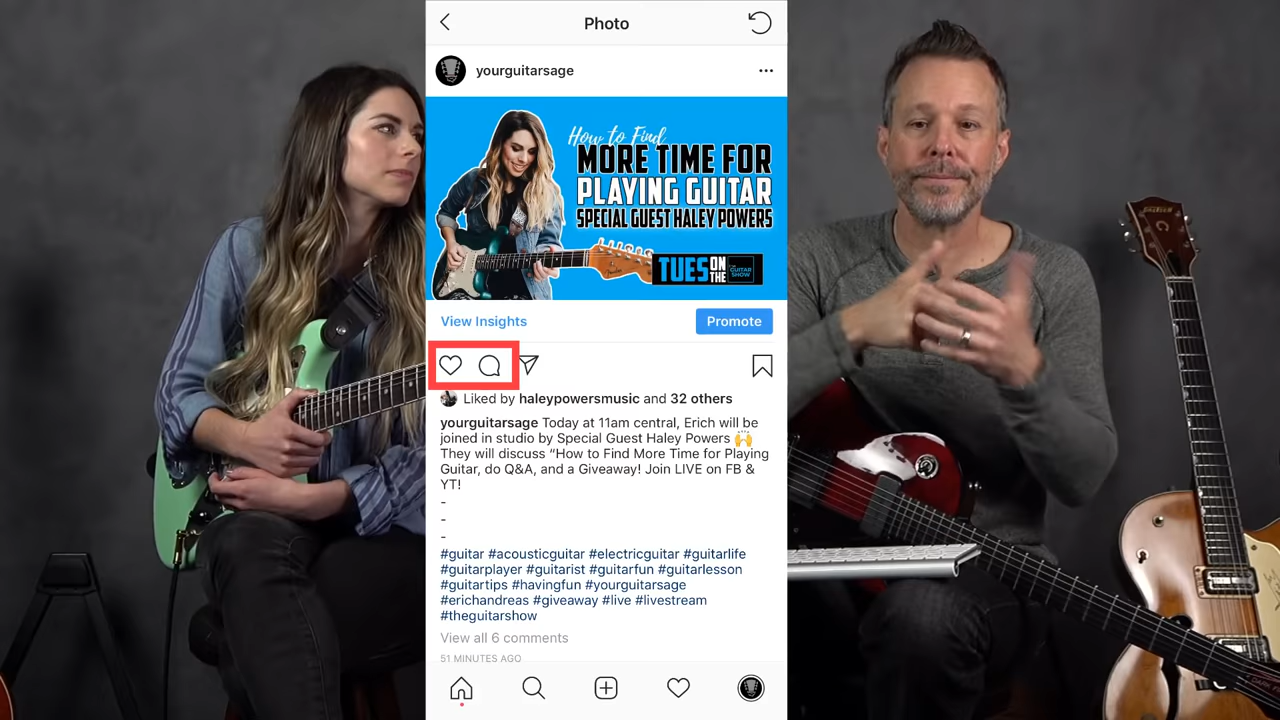 Photo
yourguitarsage
How to Find
MORE TIME FOR
PLAYING GUITAR
SPECIAL GUEST HALEY POWERS
TUES ON THE
GUITAR
SHOW
View Insights
Promote
Liked by haleypowersmusic and 32 others
yourguitarsage Today at 11am central, Erich will be
joined in studio by Special Guest Haley Powers 🙌
They will discuss “How to Find More Time for Playing
Guitar, do Q&A, and a Giveaway! Join LIVE on FB &
YT!
-
-
-
#guitar #acousticguitar #electricguitar #guitarlife
#guitarplayer #guitarist #guitarfun #guitarlesson
#guitartips #havingfun #yourguitarsage
#erichandreas #giveaway #live #livestream
#theguitarshow
View all 6 comments
51 MINUTES AGO